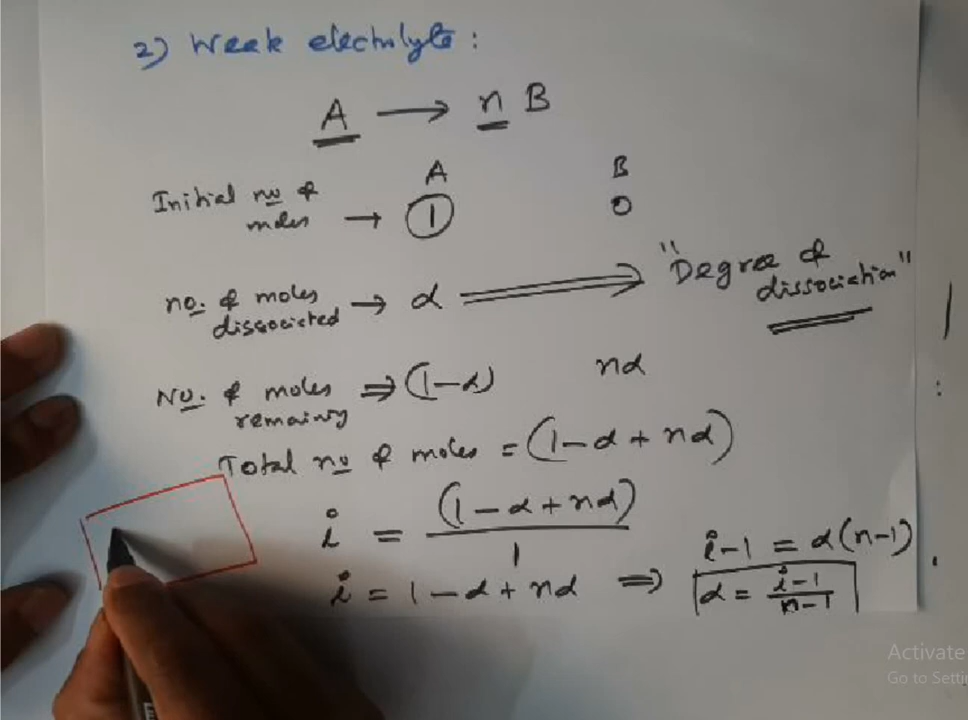 2) Weak electrolyte :
A → n B
A B
Initial no of moles → 1 0
no. of moles dissociated → α ⟹ "Degree of dissociation"
No. of moles remaining ⇒ (1-α) nα
Total no of moles = (1-α + nα)
i = (1-α+nα) / 1
i-1 = α(n-1)
i = 1-α+nα ⇒ α = i-1 / n-1
Activate
Go to Settin